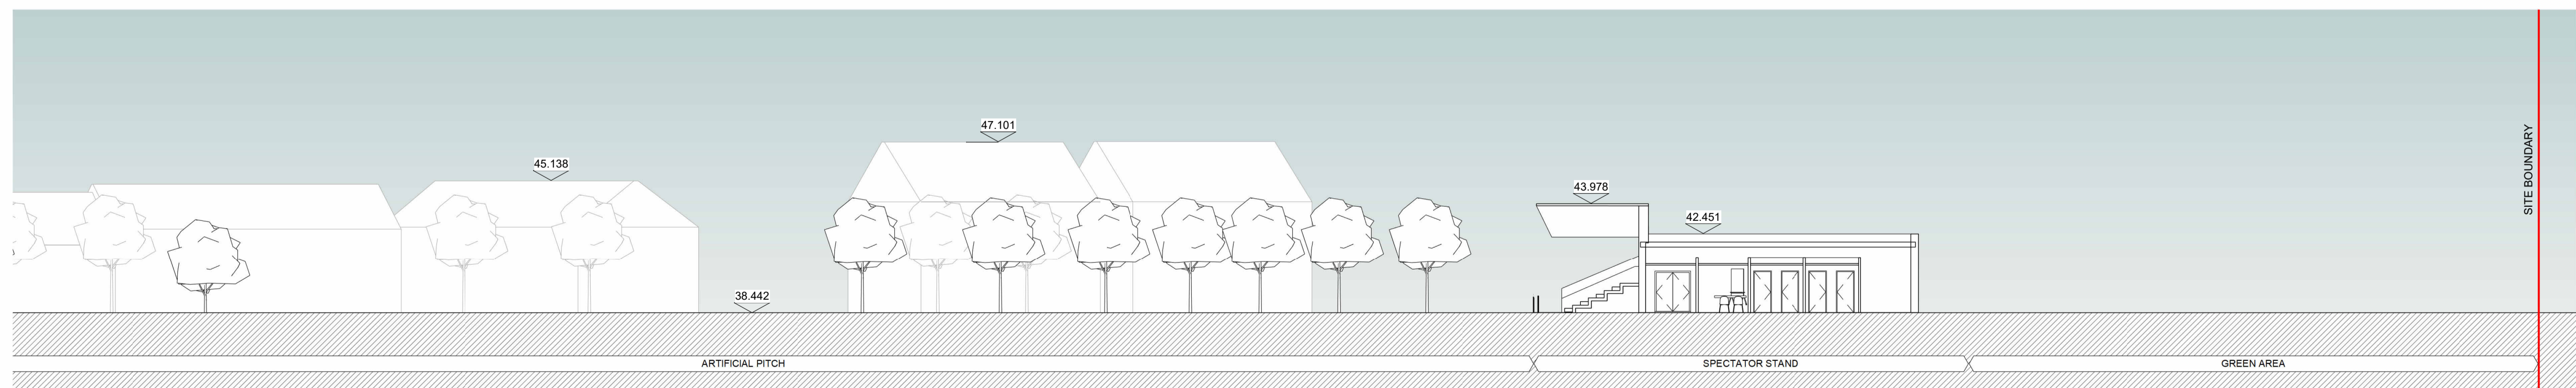 47.101
45.138
43.978
42.451
38.442
SITE BOUNDARY
ARTIFICIAL PITCH
SPECTATOR STAND
GREEN AREA